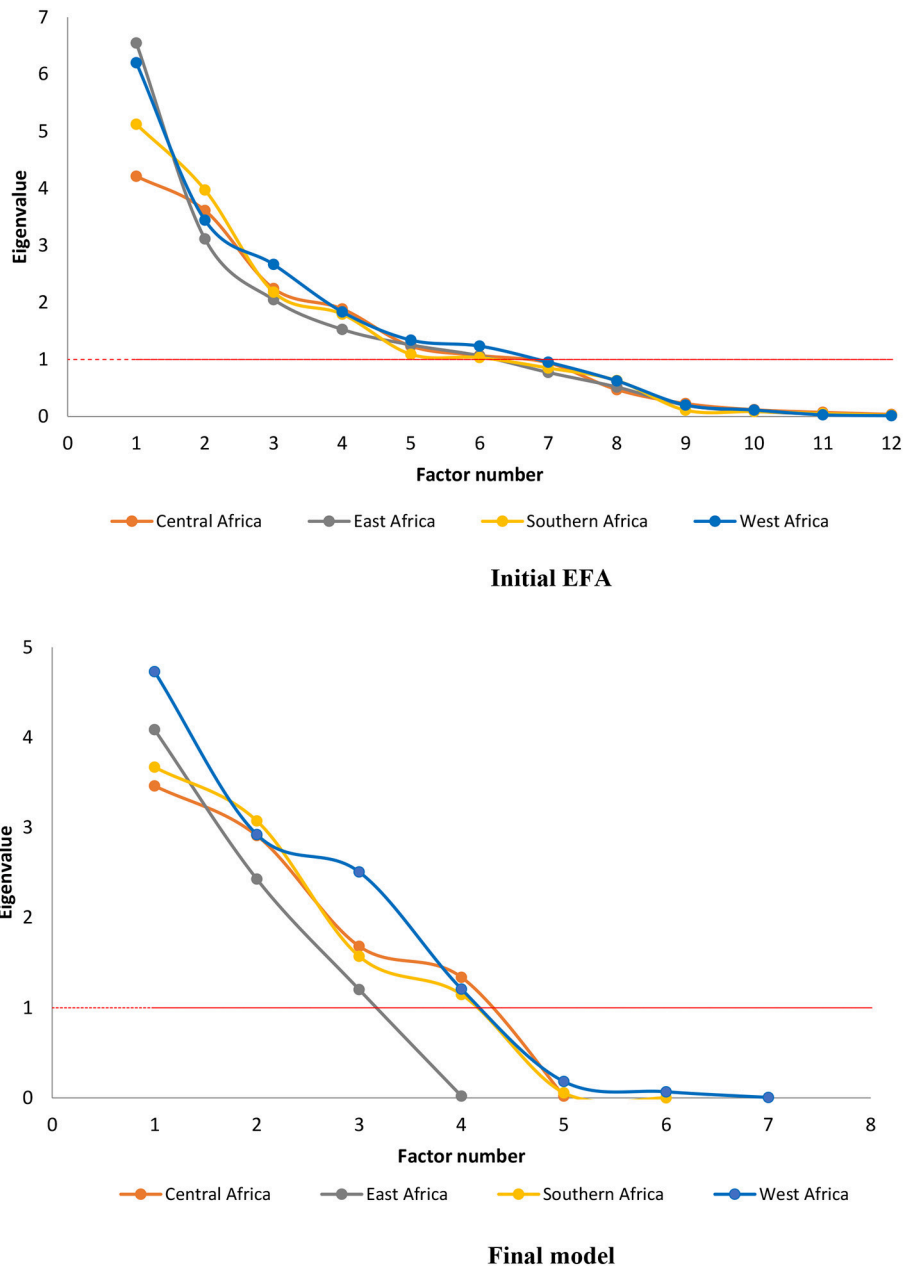 7
6
5
4
3
2
1
0
Eigenvalue
0 1 2 3 4 5 6 7 8 9 10 11 12
Factor number
Central Africa East Africa Southern Africa West Africa
Initial EFA
5
4
3
2
1
0
Eigenvalue
0 1 2 3 4 5 6 7 8
Factor number
Central Africa East Africa Southern Africa West Africa
Final model